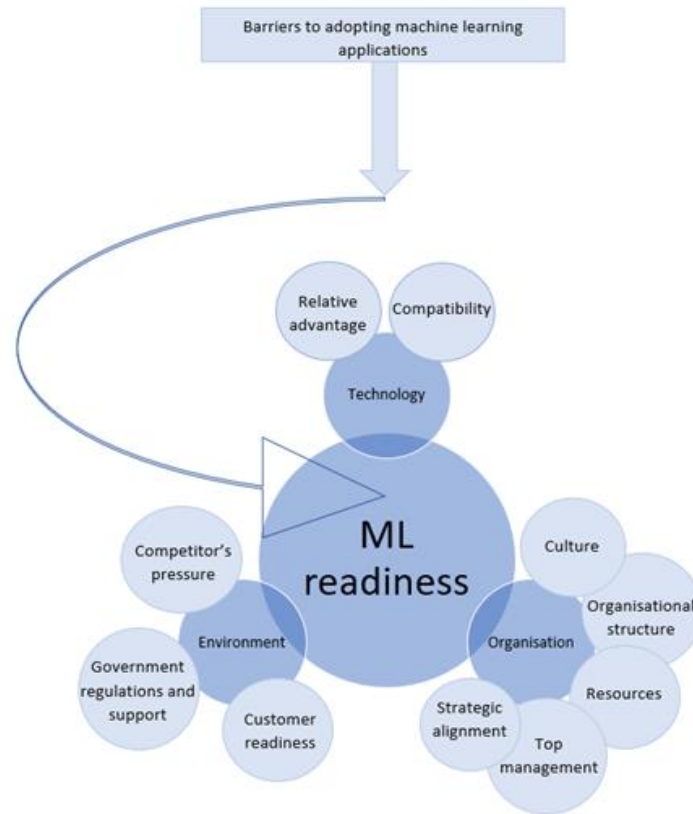 Barriers to adopting machine learning
applications
Relative
advantage
Compatibility
Technology
ML
readiness
Competitor's
pressure
Environment
Government
regulations and
support
Customer
readiness
Culture
Organisational
structure
Organisation
Resources
Strategic
alignment
Top
management